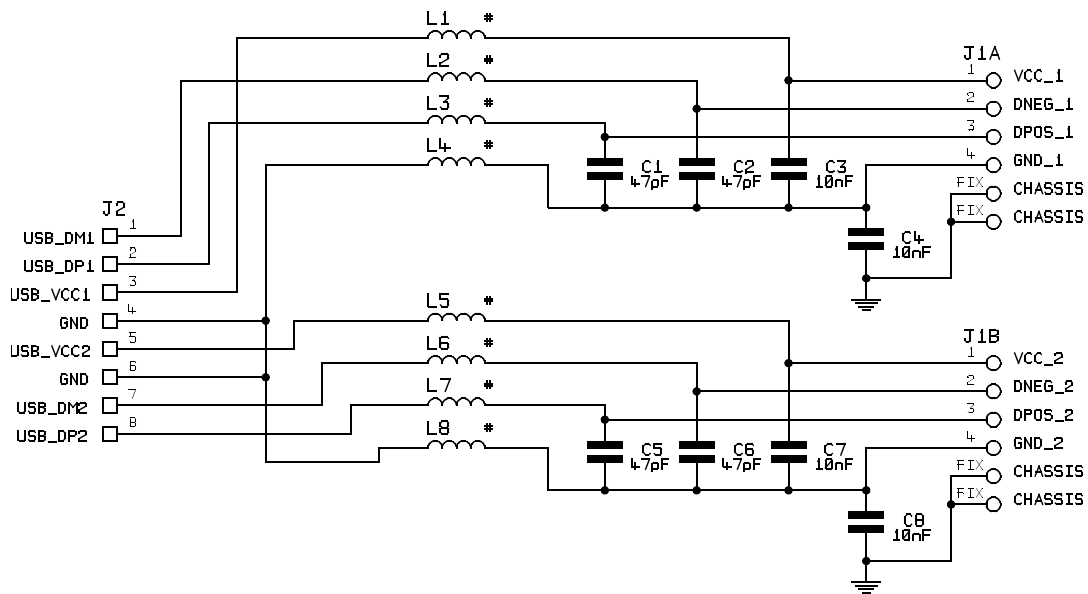 L1 #
L2 #
L3 #
L4 #
J1A
1 VCC_1
2 DNEG_1
3 DPOS_1
4 GND_1
FIX CHASSIS
FIX CHASSIS
C1 47pF
C2 47pF
C3 10nF
C4 10nF
J2
USB_DM1 1
USB_DP1 2
USB_VCC1 3
GND 4
USB_VCC2 5
GND 6
USB_DM2 7
USB_DP2 8
L5 #
L6 #
L7 #
L8 #
J1B
1 VCC_2
2 DNEG_2
3 DPOS_2
4 GND_2
FIX CHASSIS
FIX CHASSIS
C5 47pF
C6 47pF
C7 10nF
C8 10nF